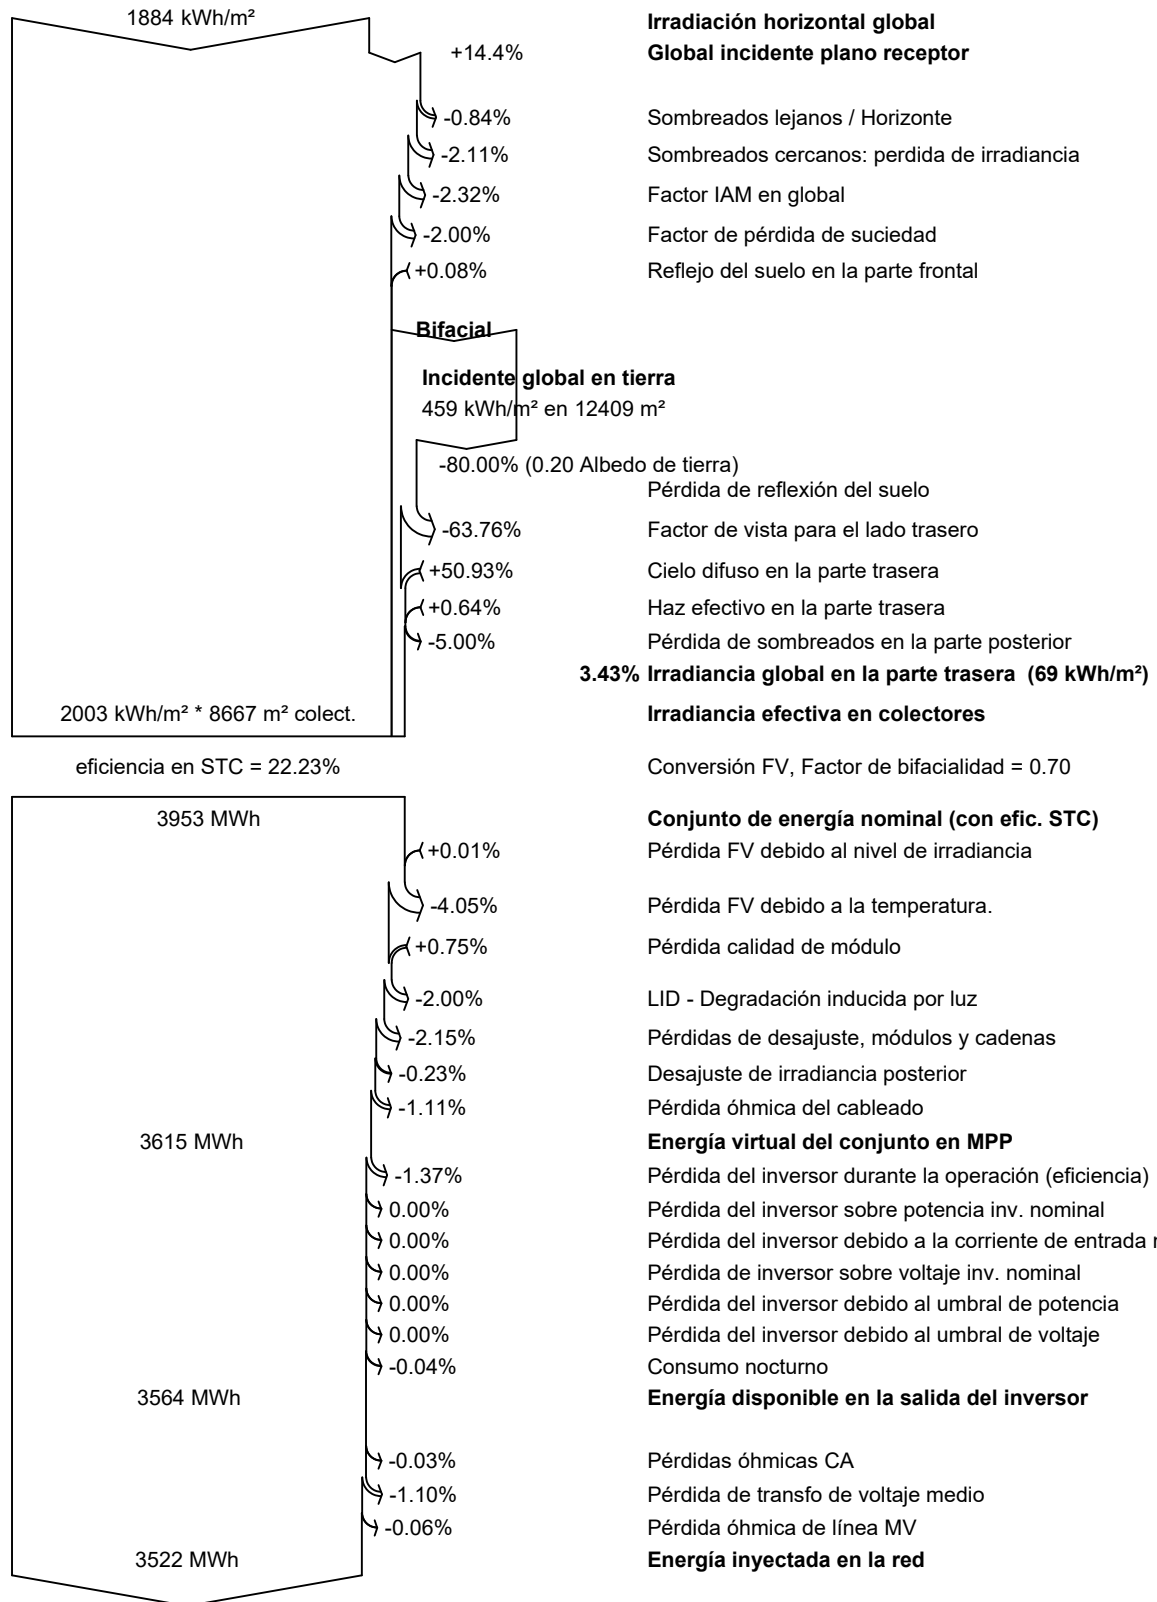 1884 kWh/m² Irradiación horizontal global
+14.4% Global incidente plano receptor
-0.84% Sombreados lejanos / Horizonte
-2.11% Sombreados cercanos: perdida de irradiancia
-2.32% Factor IAM en global
-2.00% Factor de pérdida de suciedad
+0.08% Reflejo del suelo en la parte frontal
Bifacial
Incidente global en tierra
459 kWh/m² en 12409 m²
-80.00% (0.20 Albedo de tierra)
Pérdida de reflexión del suelo
-63.76% Factor de vista para el lado trasero
+50.93% Cielo difuso en la parte trasera
+0.64% Haz efectivo en la parte trasera
-5.00% Pérdida de sombreados en la parte posterior
3.43% Irradiancia global en la parte trasera (69 kWh/m²)
2003 kWh/m² * 8667 m² colect. Irradiancia efectiva en colectores
eficiencia en STC = 22.23% Conversión FV, Factor de bifacialidad = 0.70
3953 MWh Conjunto de energía nominal (con efic. STC)
+0.01% Pérdida FV debido al nivel de irradiancia
-4.05% Pérdida FV debido a la temperatura.
+0.75% Pérdida calidad de módulo
-2.00% LID - Degradación inducida por luz
-2.15% Pérdidas de desajuste, módulos y cadenas
-0.23% Desajuste de irradiancia posterior
-1.11% Pérdida óhmica del cableado
3615 MWh Energía virtual del conjunto en MPP
-1.37% Pérdida del inversor durante la operación (eficiencia)
0.00% Pérdida del inversor sobre potencia inv. nominal
0.00% Pérdida del inversor debido a la corriente de entrada
0.00% Pérdida de inversor sobre voltaje inv. nominal
0.00% Pérdida del inversor debido al umbral de potencia
0.00% Pérdida del inversor debido al umbral de voltaje
-0.04% Consumo nocturno
3564 MWh Energía disponible en la salida del inversor
-0.03% Pérdidas óhmicas CA
-1.10% Pérdida de transfo de voltaje medio
-0.06% Pérdida óhmica de línea MV
3522 MWh Energía inyectada en la red